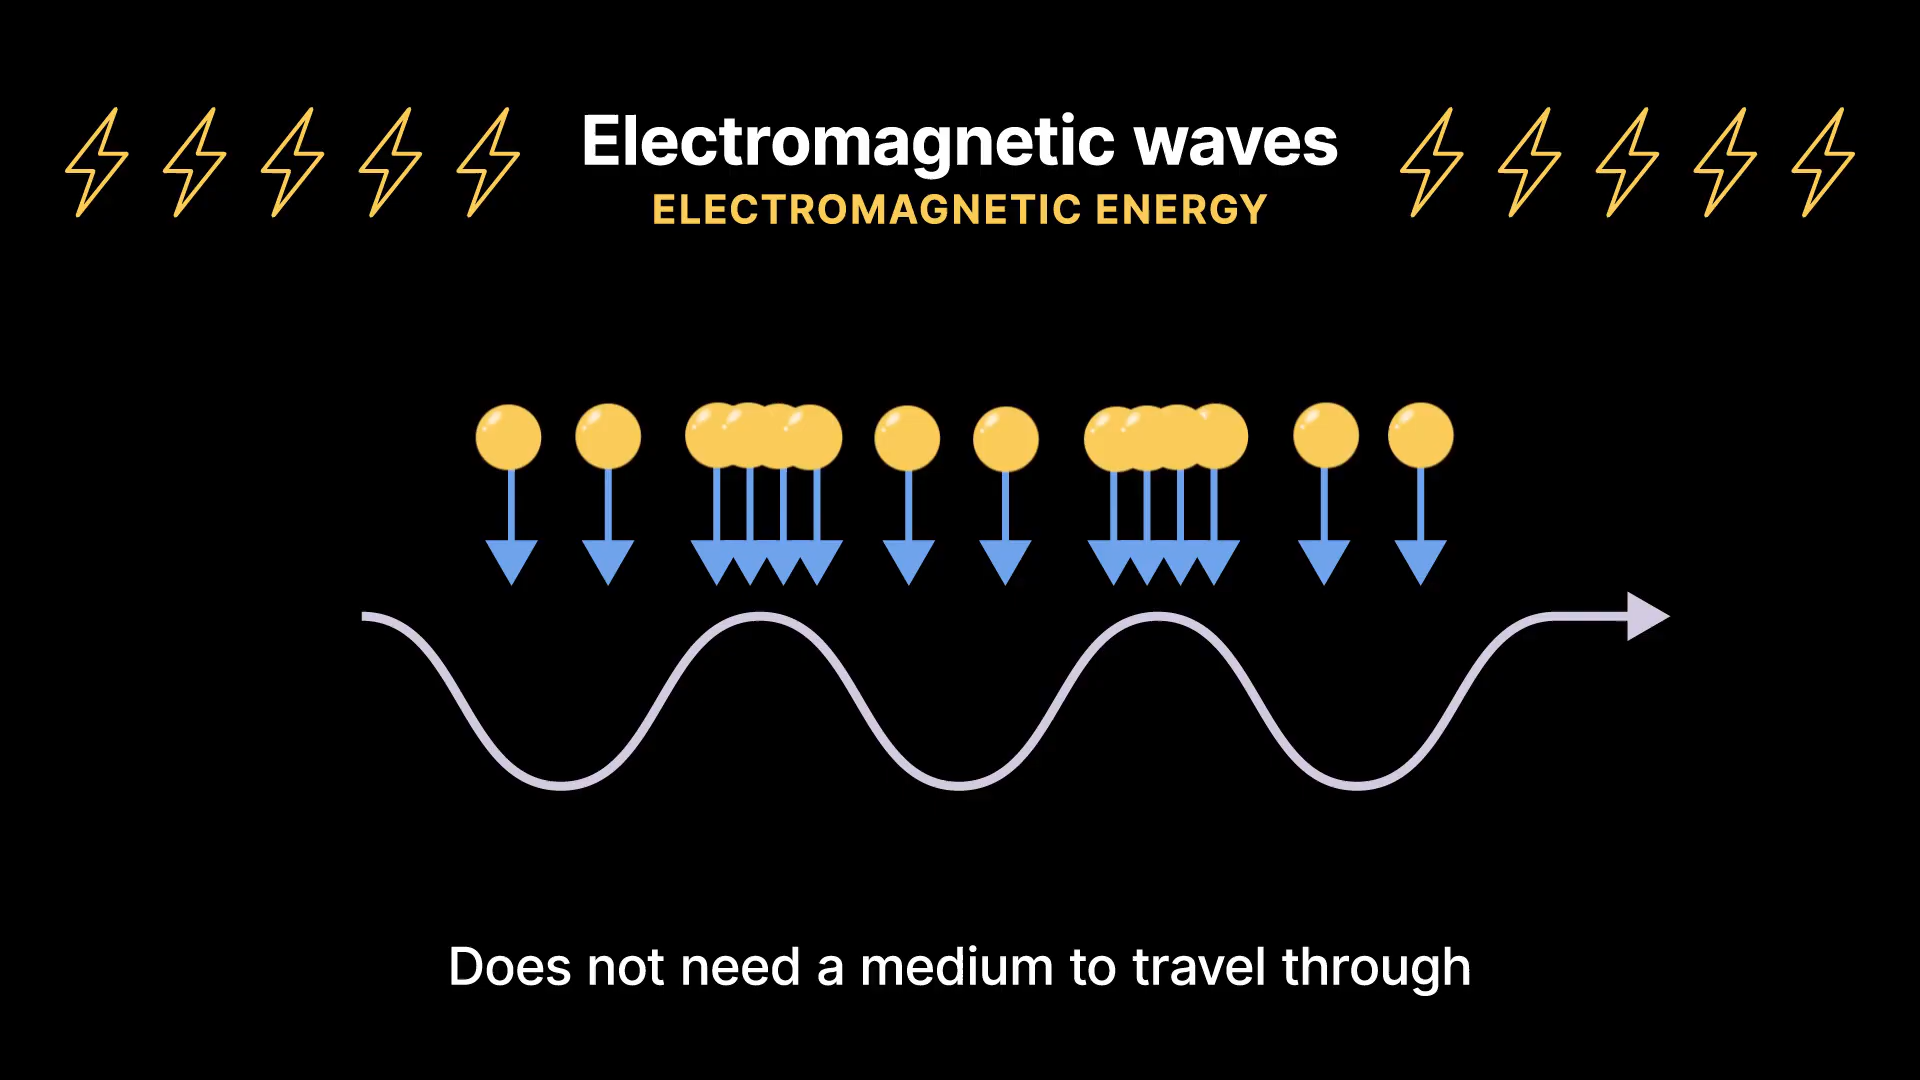 Electromagnetic waves
ELECTROMAGNETIC ENERGY
Does not need a medium to travel through